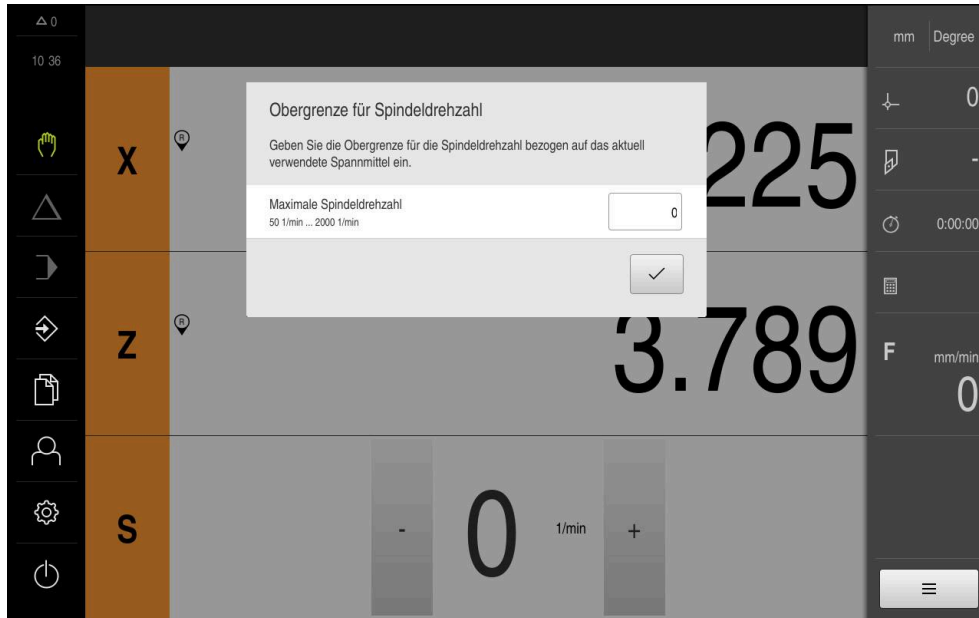 0
10 36
mm Degree
X
R
225
Obergrenze für Spindeldrehzahl
Geben Sie die Obergrenze für die Spindeldrehzahl bezogen auf das aktuell
verwendete Spannmittel ein.
Maximale Spindeldrehzahl
50 1/min ... 2000 1/min
0
Z
R
3.789
S
-
0
1/min
+
0
-
0:00:00
F
mm/min
0